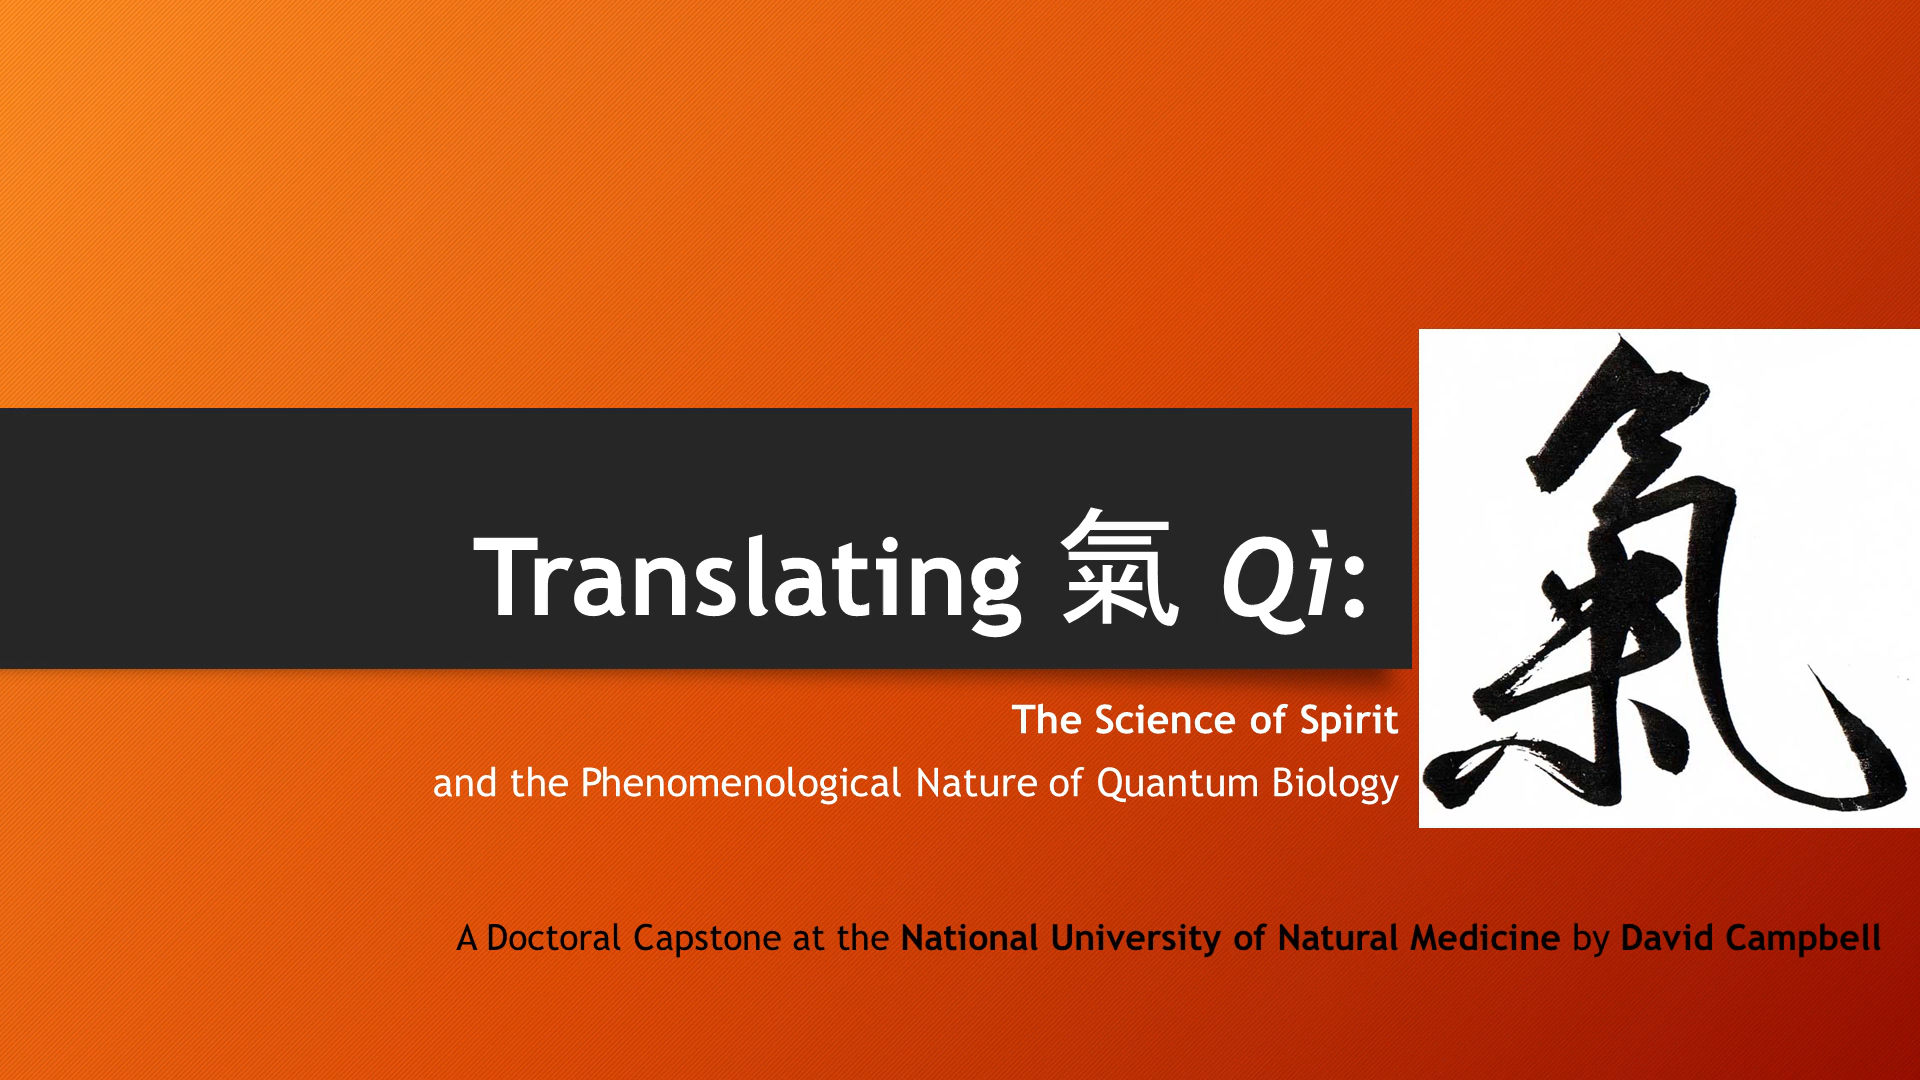 Translating 氣 Qì:
氣
The Science of Spirit
and the Phenomenological Nature of Quantum Biology
A Doctoral Capstone at the National University of Natural Medicine by David Campbell